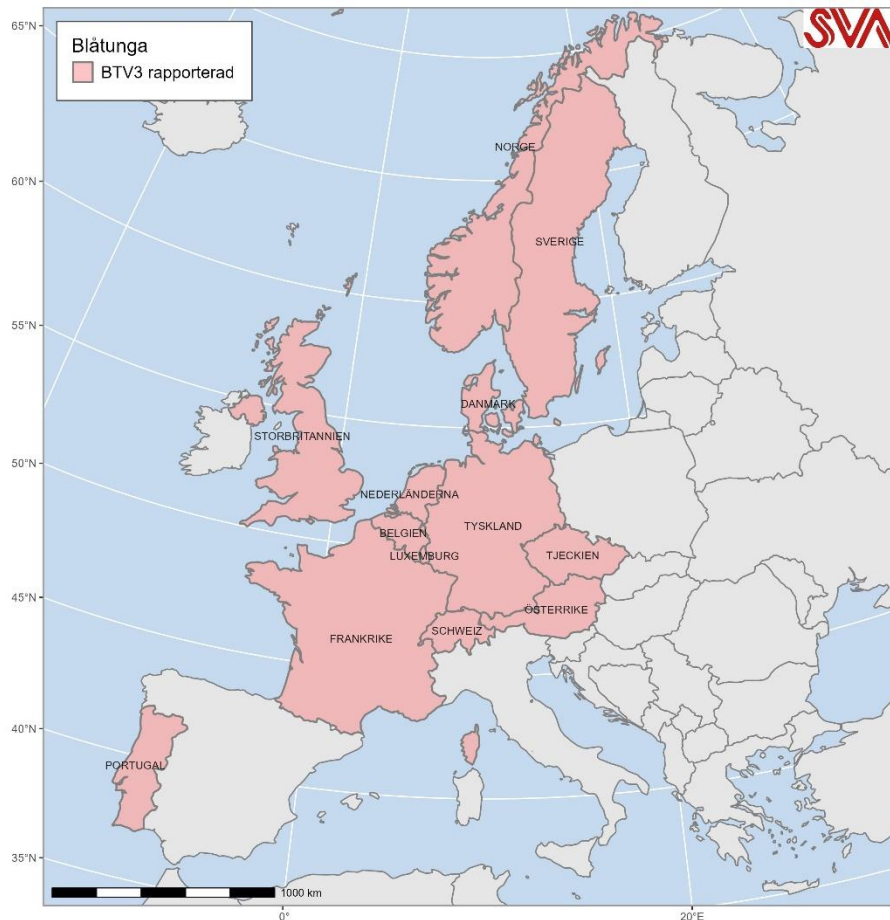 65°N
SVA
Blåtunga
BTV3 rapporterad
NORGE
60°N
SVERIGE
55°N
DANMARK
STORBRITANNIEN
50°N
NEDERLÄNDERNA
TYSKLAND
BELGIEN
LUXEMBURG
TJECKIEN
45°N
ÖSTERRIKE
SCHWEIZ
FRANKRIKE
40°N
PORTUGAL
35°N
1000 km
0°
20°E